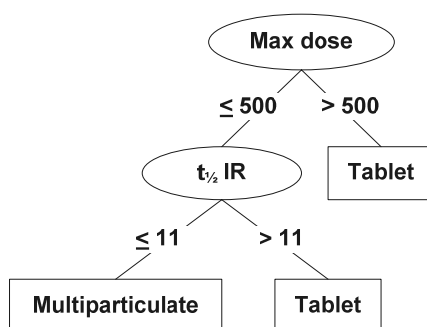 Max dose
≤ 500 > 500
t½ IR Tablet
≤ 11 > 11
Multiparticulate Tablet